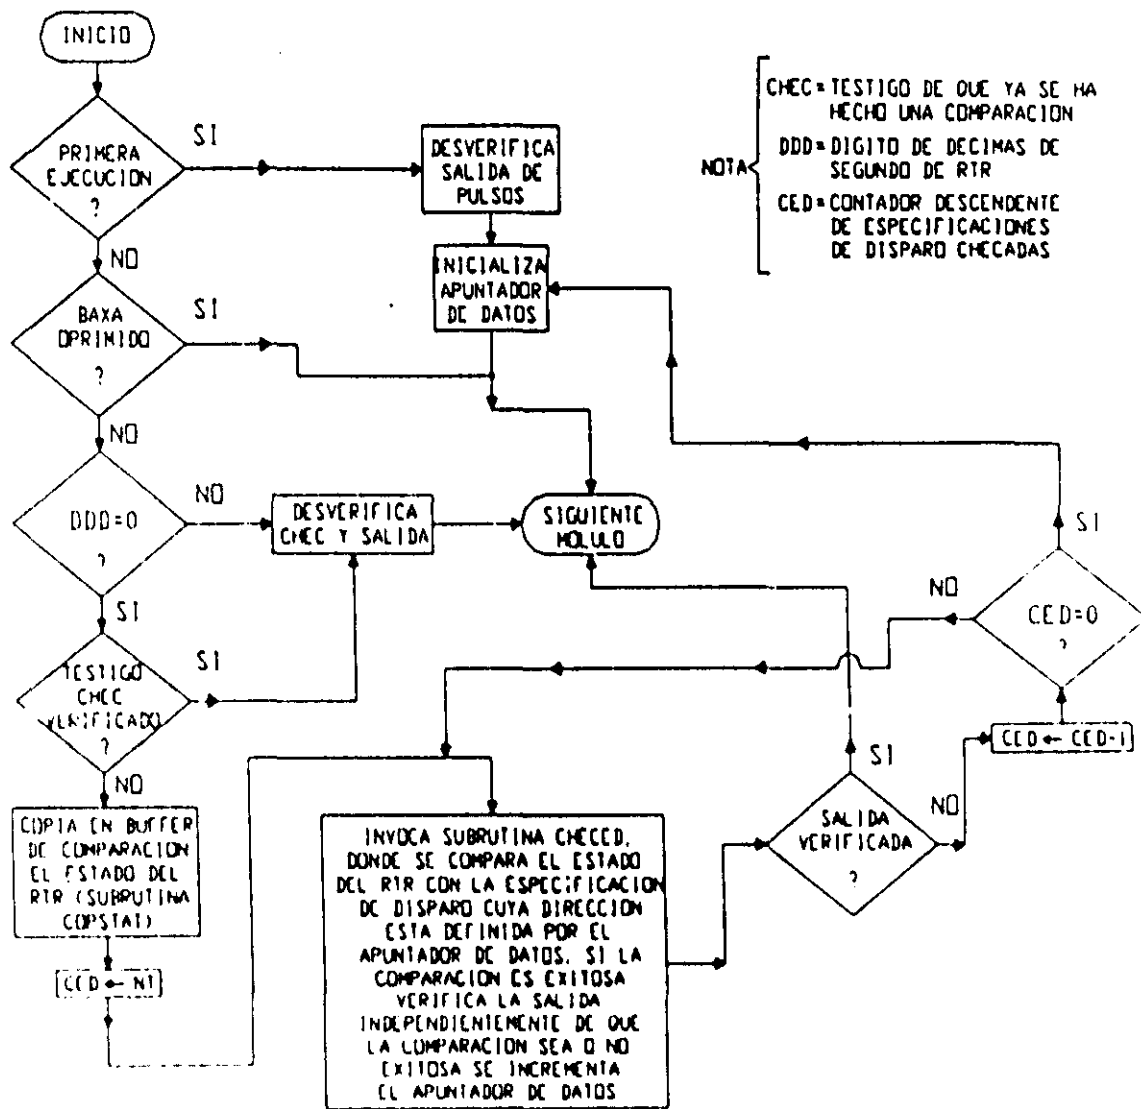 INICIO
PRIMERA
EJECUCION
?
SI
NO
DESVERIFICA
SALIDA DE
PULSOS
INICIALIZA
APUNTADOR
DE DATOS
NOTA
CHEC=TESTIGO DE QUE YA SE HA
HECHO UNA COMPARACION
DDD=DIGITO DE DECIMAS DE
SEGUNDO DE RTR
CED=CONTADOR DESCENDENTE
DE ESPECIFICACIONES
DE DISPARO CHECADAS
BAXA
OPRIMIDO
?
SI
NO
DDD=0
?
NO
SI
DESVERIFICA
CHEC Y SALIDA
SIGUIENTE
MOLULO
TESTIGO
CHEC
VERIFICADO
?
SI
NO
COPIA EN BUFFER
DE COMPARACION
EL ESTADO DEL
RTR (SUBRUTINA
COPSTAT)
CED ← NT
INVOCA SUBRUTINA CHECED,
DONDE SE COMPARA EL ESTADO
DEL RTR CON LA ESPECIFICACION
DE DISPARO CUYA DIRECCION
ESTA DEFINIDA POR EL
APUNTADOR DE DATOS. SI LA
COMPARACION ES EXITOSA
VERIFICA LA SALIDA
INDEPENDIENTEMENTE DE QUE
LA COMPARACION SEA O NO
EXITOSA SE INCREMENTA
EL APUNTADOR DE DATOS
SALIDA
VERIFICADA
?
SI
NO
CED ← CED-1
CED=0
?
NO
SI